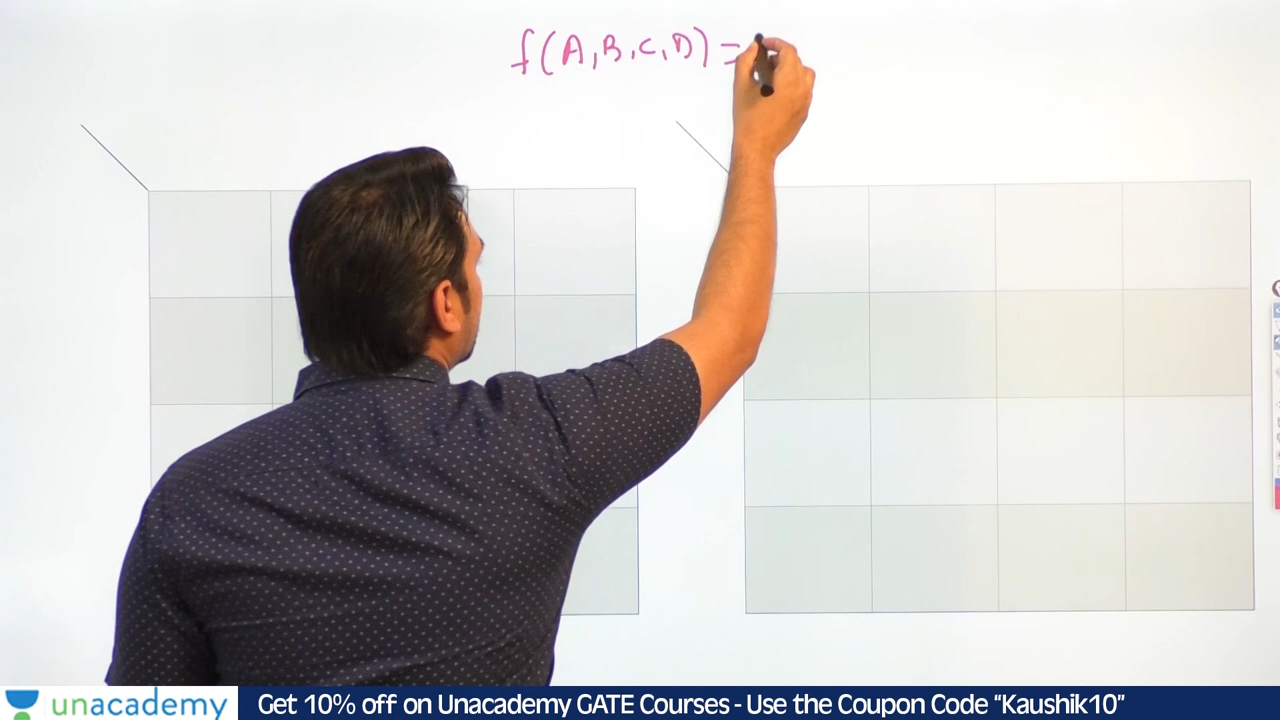 f(A,B,C,D) =
unacademy
Get 10% off on Unacademy GATE Courses - Use the Coupon Code “Kaushik10”